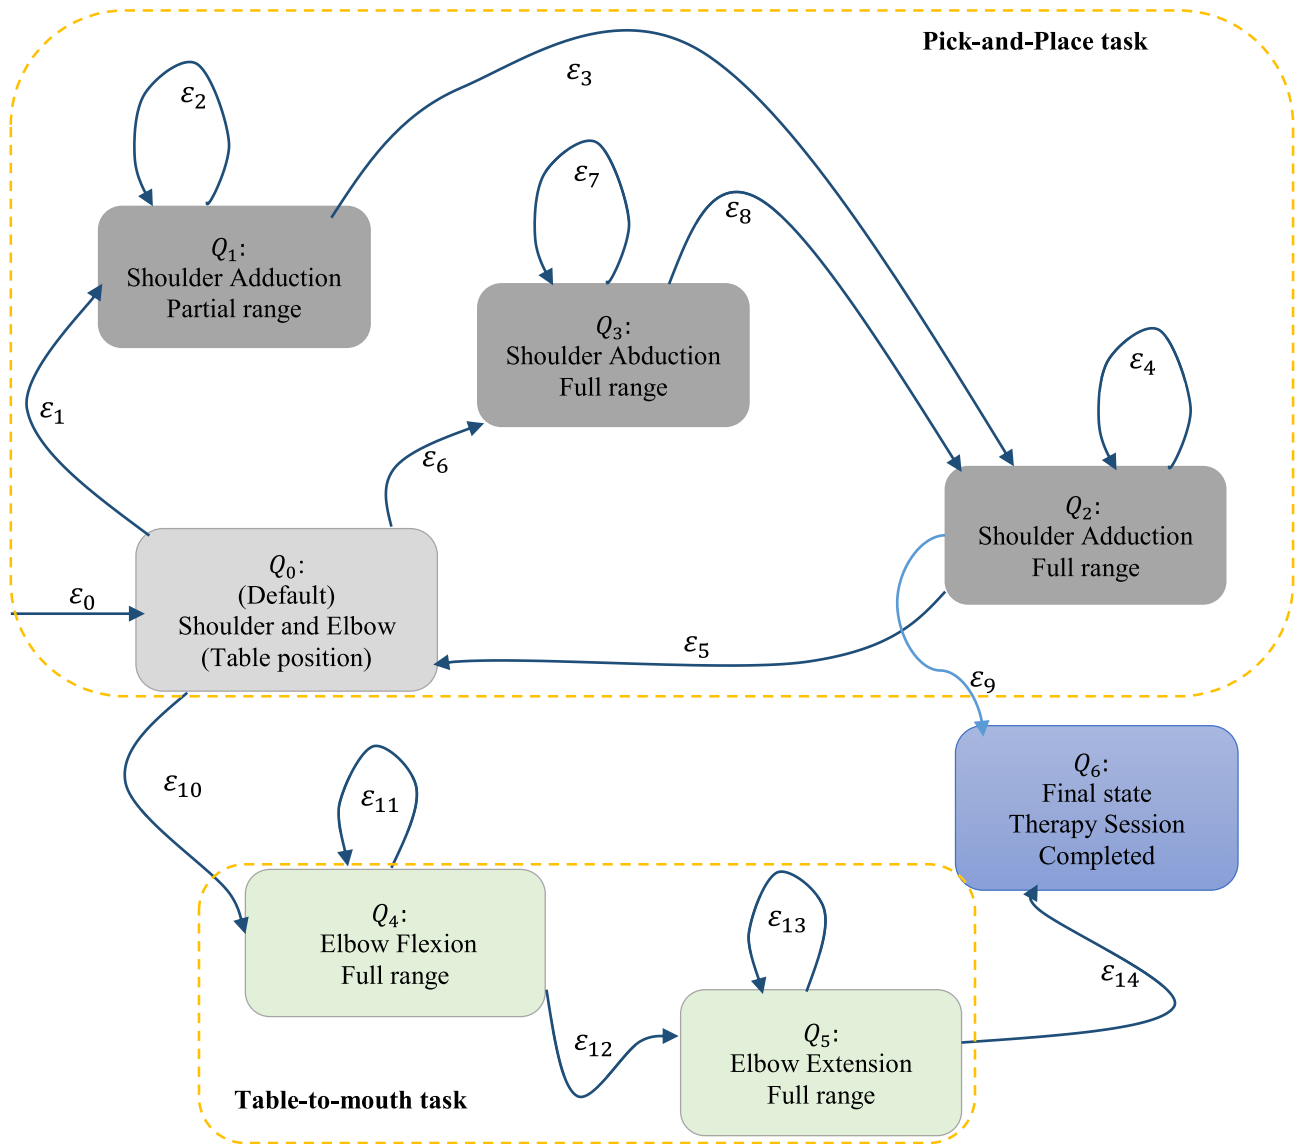 Pick-and-Place task
ε₂
ε₃
ε₇
ε₈
Q₁:
Shoulder Adduction
Partial range
Q₃:
Shoulder Abduction
Full range
ε₄
ε₁
ε₆
Q₂:
Shoulder Adduction
Full range
ε₀
Q₀:
(Default)
Shoulder and Elbow
(Table position)
ε₅
ε₉
ε₁₀
ε₁₁
Q₆:
Final state
Therapy Session
Completed
Q₄:
Elbow Flexion
Full range
ε₁₃
ε₁₄
ε₁₂
Q₅:
Elbow Extension
Full range
Table-to-mouth task